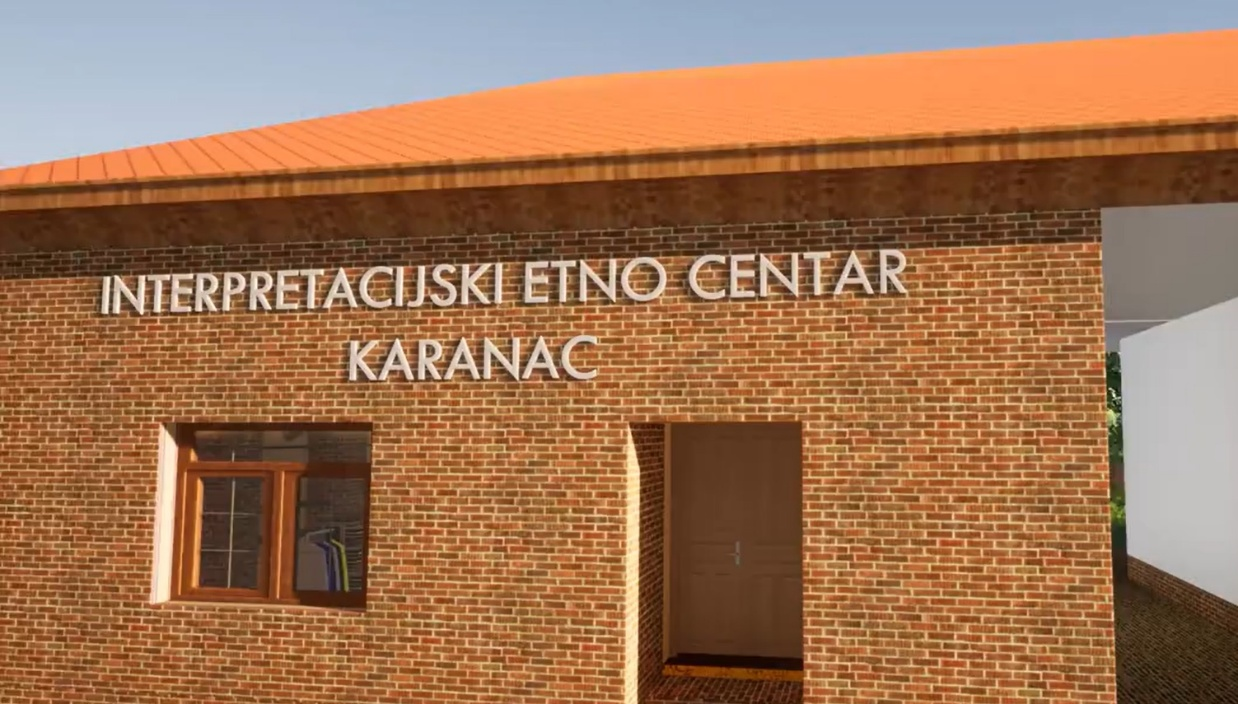 INTERPRETACIJSKI ETNO CENTAR
KARANAC